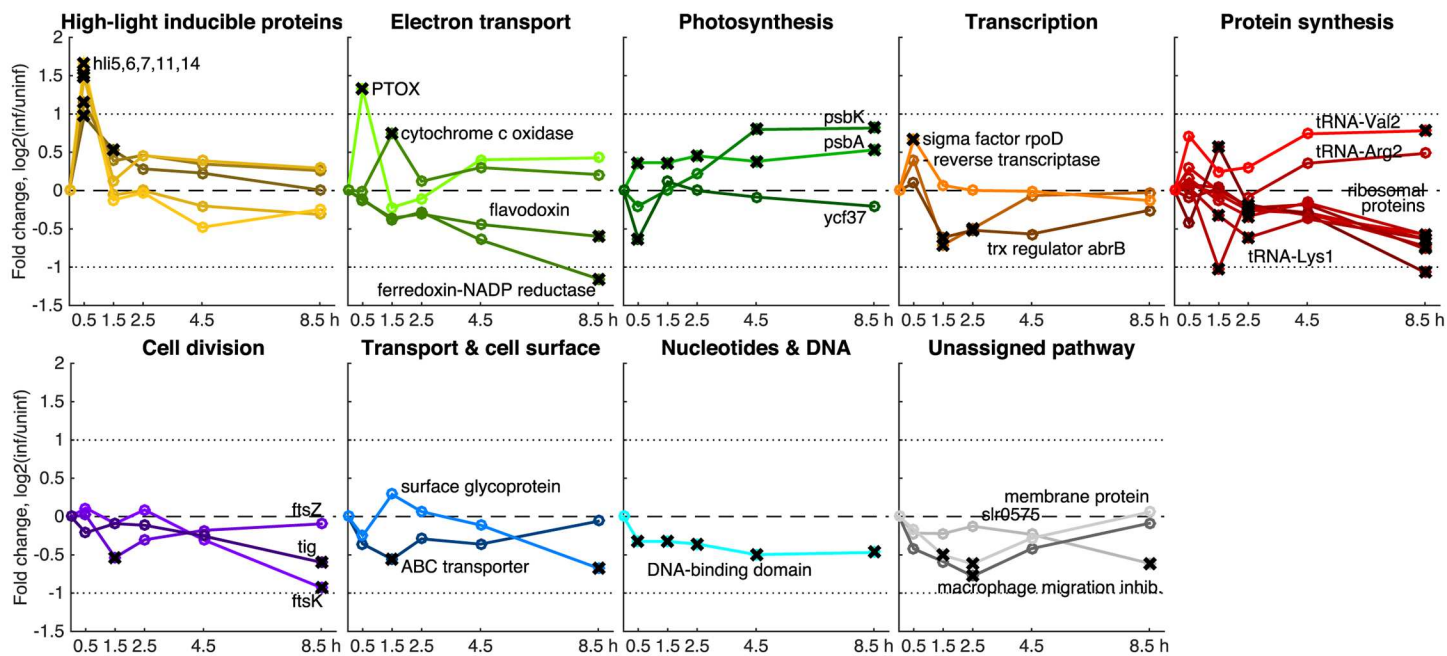 High-light inducible proteins
Electron transport
Photosynthesis
Transcription
Protein synthesis
Fold change, log2(inf/uninf)
2
1.5
1
0.5
0
-0.5
-1
-1.5
hli5,6,7,11,14
0.5 1.5 2.5 4.5 8.5 h
PTOX
cytochrome c oxidase
flavodoxin
ferredoxin-NADP reductase
0.5 1.5 2.5 4.5 8.5 h
psbK
psbA
ycf37
0.5 1.5 2.5 4.5 8.5 h
sigma factor rpoD
reverse transcriptase
trx regulator abrB
0.5 1.5 2.5 4.5 8.5 h
tRNA-Val2
tRNA-Arg2
ribosomal
proteins
tRNA-Lys1
0.5 1.5 2.5 4.5 8.5 h
Cell division
Transport & cell surface
Nucleotides & DNA
Unassigned pathway
Fold change, log2(inf/uninf)
2
1.5
1
0.5
0
-0.5
-1
-1.5
ftsZ
tig
ftsK
0.5 1.5 2.5 4.5 8.5 h
surface glycoprotein
ABC transporter
0.5 1.5 2.5 4.5 8.5 h
DNA-binding domain
0.5 1.5 2.5 4.5 8.5 h
membrane protein
slr0575
macrophage migration inhib.
0.5 1.5 2.5 4.5 8.5 h